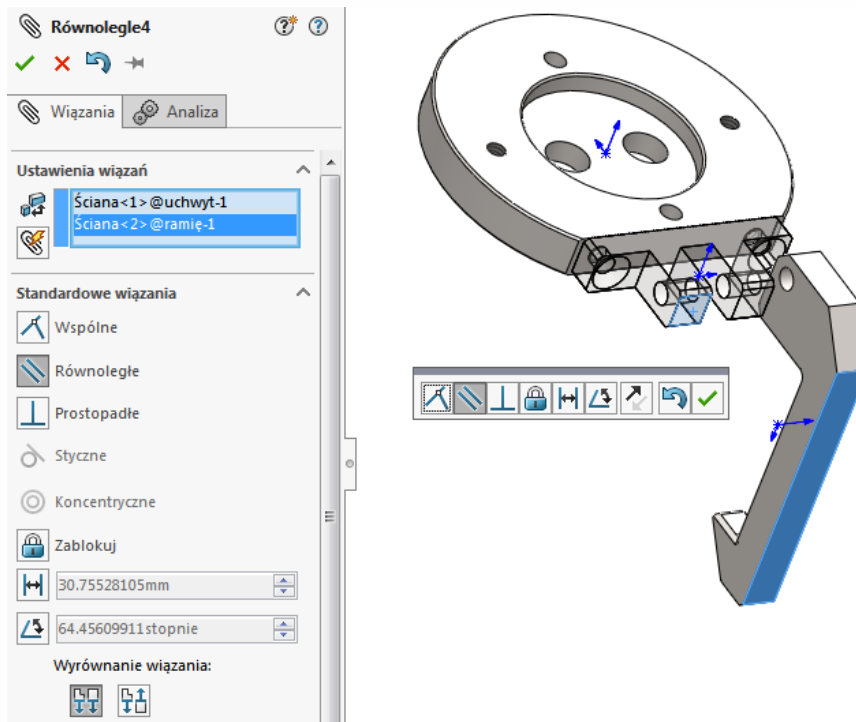 Równolegle4
Wiązania
Analiza
Ustawienia wiązań
Ściana<1>@uchwyt-1
Ściana<2>@ramię-1
Standardowe wiązania
Wspólne
Równoległe
Prostopadłe
Styczne
Koncentryczne
Zablokuj
30.75528105mm
64.45609911stopnie
Wyrównanie wiązania: